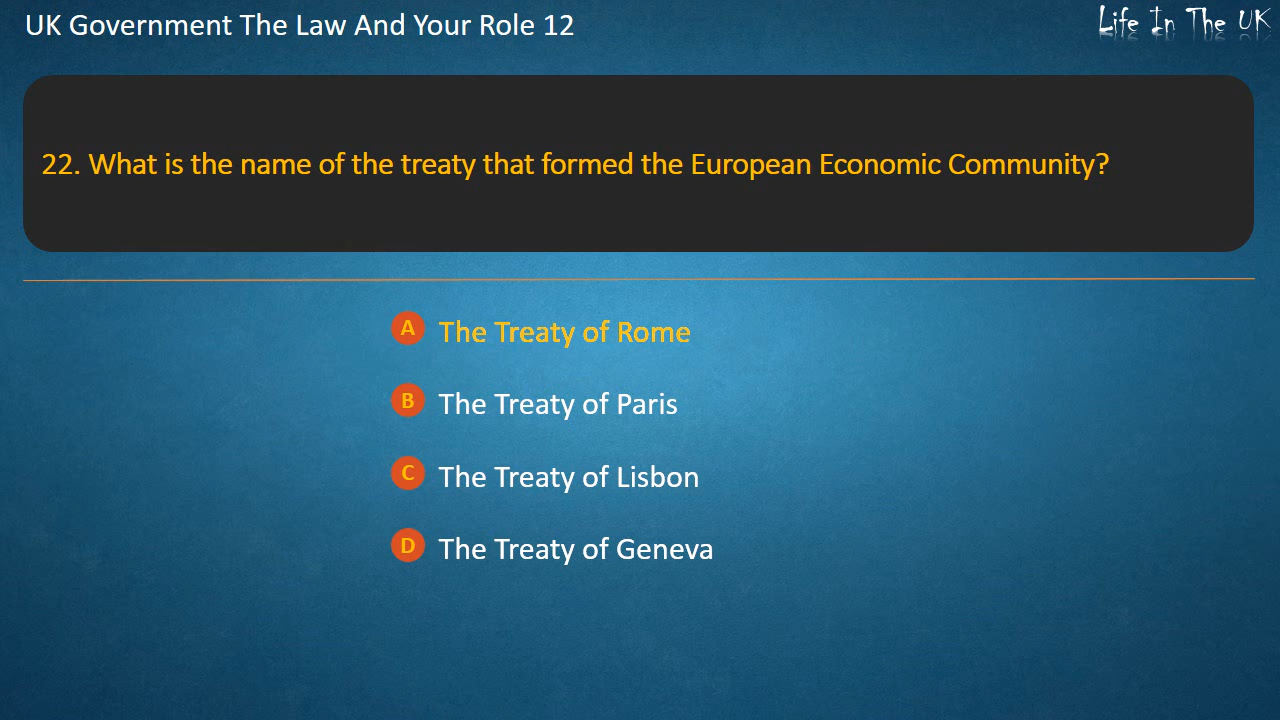 UK Government The Law And Your Role 12
Life In The UK
22. What is the name of the treaty that formed the European Economic Community?
A The Treaty of Rome
B The Treaty of Paris
C The Treaty of Lisbon
D The Treaty of Geneva